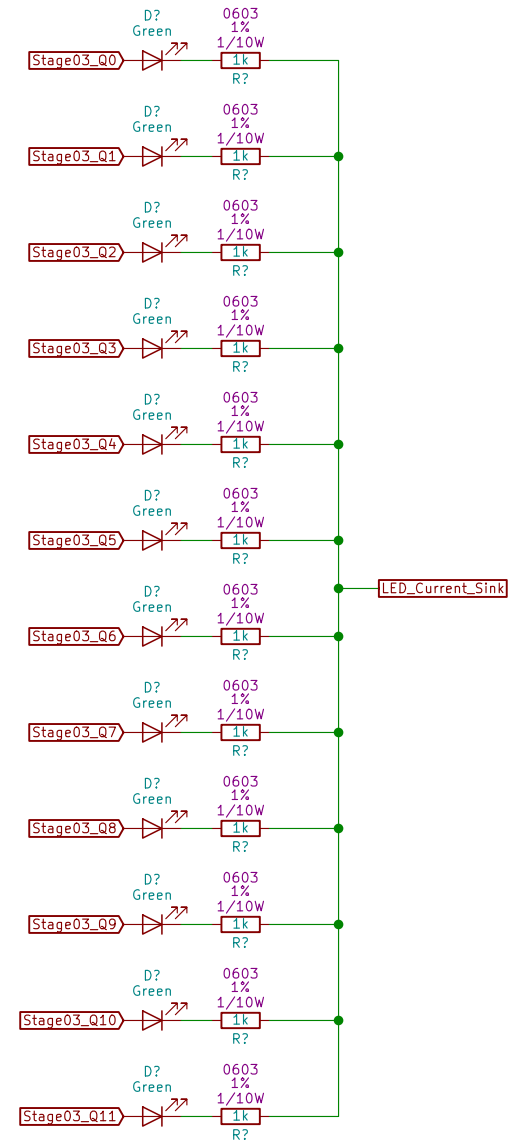 D?
Green
0603
1%
1/10W
Stage03_Q0
1k
R?
D?
Green
0603
1%
1/10W
Stage03_Q1
1k
R?
D?
Green
0603
1%
1/10W
Stage03_Q2
1k
R?
D?
Green
0603
1%
1/10W
Stage03_Q3
1k
R?
D?
Green
0603
1%
1/10W
Stage03_Q4
1k
R?
D?
Green
0603
1%
1/10W
Stage03_Q5
1k
R?
LED_Current_Sink
D?
Green
0603
1%
1/10W
Stage03_Q6
1k
R?
D?
Green
0603
1%
1/10W
Stage03_Q7
1k
R?
D?
Green
0603
1%
1/10W
Stage03_Q8
1k
R?
D?
Green
0603
1%
1/10W
Stage03_Q9
1k
R?
D?
Green
0603
1%
1/10W
Stage03_Q10
1k
R?
D?
Green
0603
1%
1/10W
Stage03_Q11
1k
R?